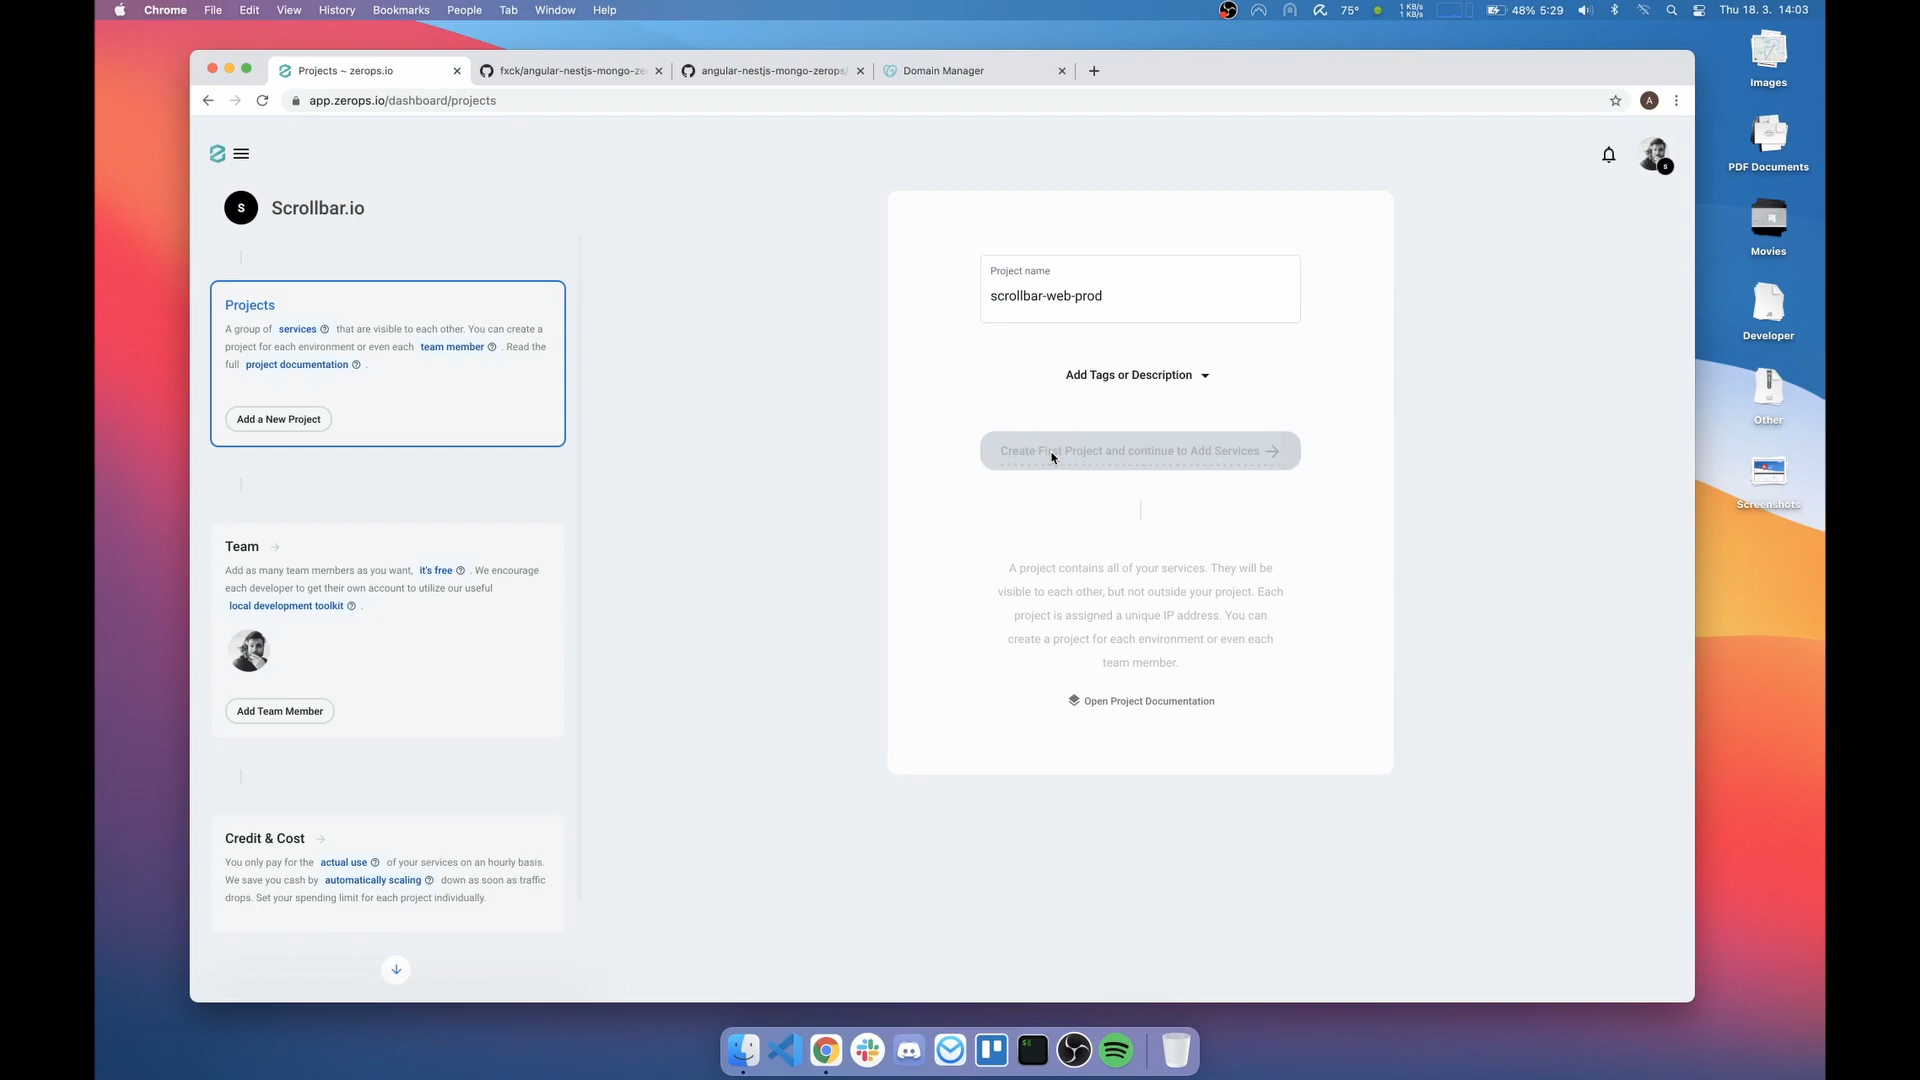 Chrome File Edit View History Bookmarks People Tab Window Help 75° 1 KB/s 1 KB/s 48% 5:29 Thu 18. 3. 14:03
Projects ~ zerops.io fxck/angular-nestjs-mongo-ze angular-nestjs-mongo-zerops/ Domain Manager
app.zerops.io/dashboard/projects A
S Scrollbar.io
s
Projects
A group of services that are visible to each other. You can create a
project for each environment or even each team member . Read the
full project documentation .
Add a New Project
Team
Add as many team members as you want, it's free . We encourage
each developer to get their own account to utilize our useful
local development toolkit .
Add Team Member
Credit & Cost
You only pay for the actual use of your services on an hourly basis.
We save you cash by automatically scaling down as soon as traffic
drops. Set your spending limit for each project individually.
Project name
scrollbar-web-prod
Add Tags or Description
Create First Project and continue to Add Services
A project contains all of your services. They will be
visible to each other, but not outside your project. Each
project is assigned a unique IP address. You can
create a project for each environment or even each
team member.
Open Project Documentation
Images
PDF Documents
Movies
Developer
Other
Screenshots